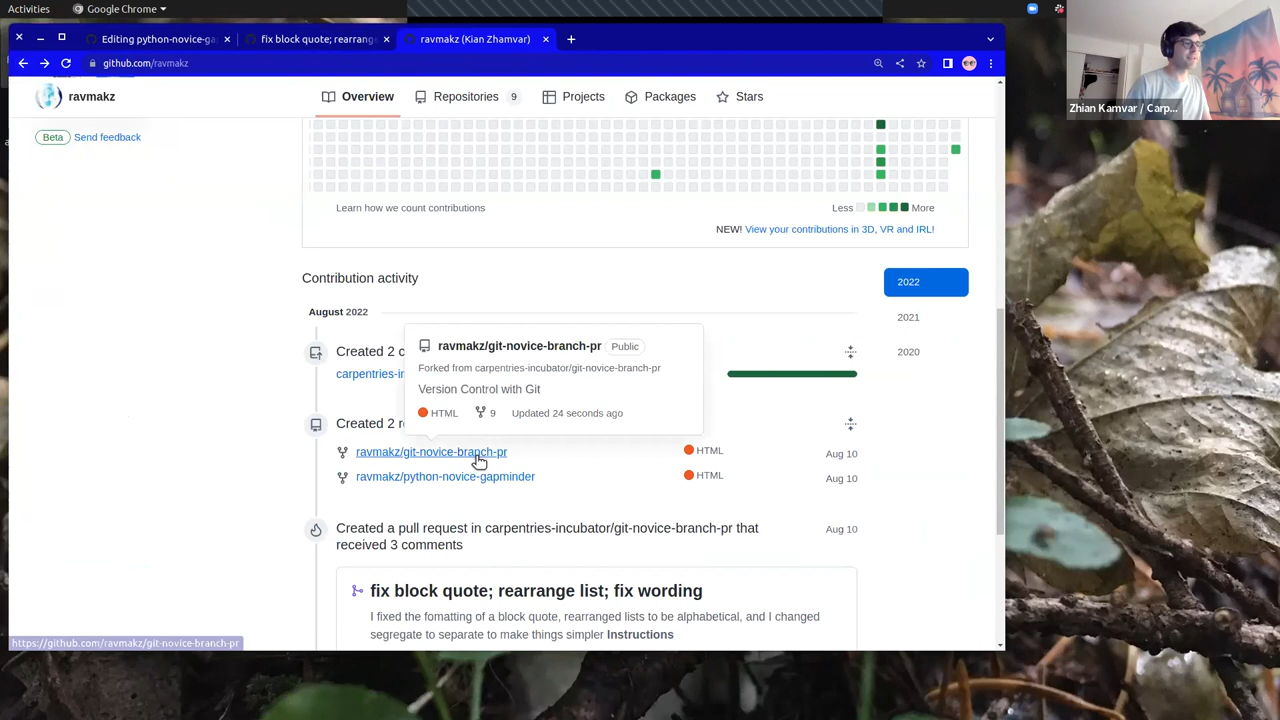 Activities
Google Chrome
Editing python-novice-ga
fix block quote; rearrang
ravmakz (Kian Zhamvar)
github.com/ravmakz
Zhian Kamvar / Carp...
ravmakz
Overview
Repositories 9
Projects
Packages
Stars
Beta Send feedback
Learn how we count contributions
Less
More
NEW! View your contributions in 3D, VR and IRL!
Contribution activity
2022
2021
2020
August 2022
Created 2 c
carpentries-in
ravmakz/git-novice-branch-pr Public
Forked from carpentries-incubator/git-novice-branch-pr
Version Control with Git
HTML 9 Updated 24 seconds ago
Created 2 r
ravmakz/git-novice-branch-pr HTML Aug 10
ravmakz/python-novice-gapminder HTML Aug 10
Created a pull request in carpentries-incubator/git-novice-branch-pr that Aug 10
received 3 comments
fix block quote; rearrange list; fix wording
I fixed the fomatting of a block quote, rearranged lists to be alphabetical, and I changed
segregate to separate to make things simpler Instructions
https://github.com/ravmakz/git-novice-branch-pr